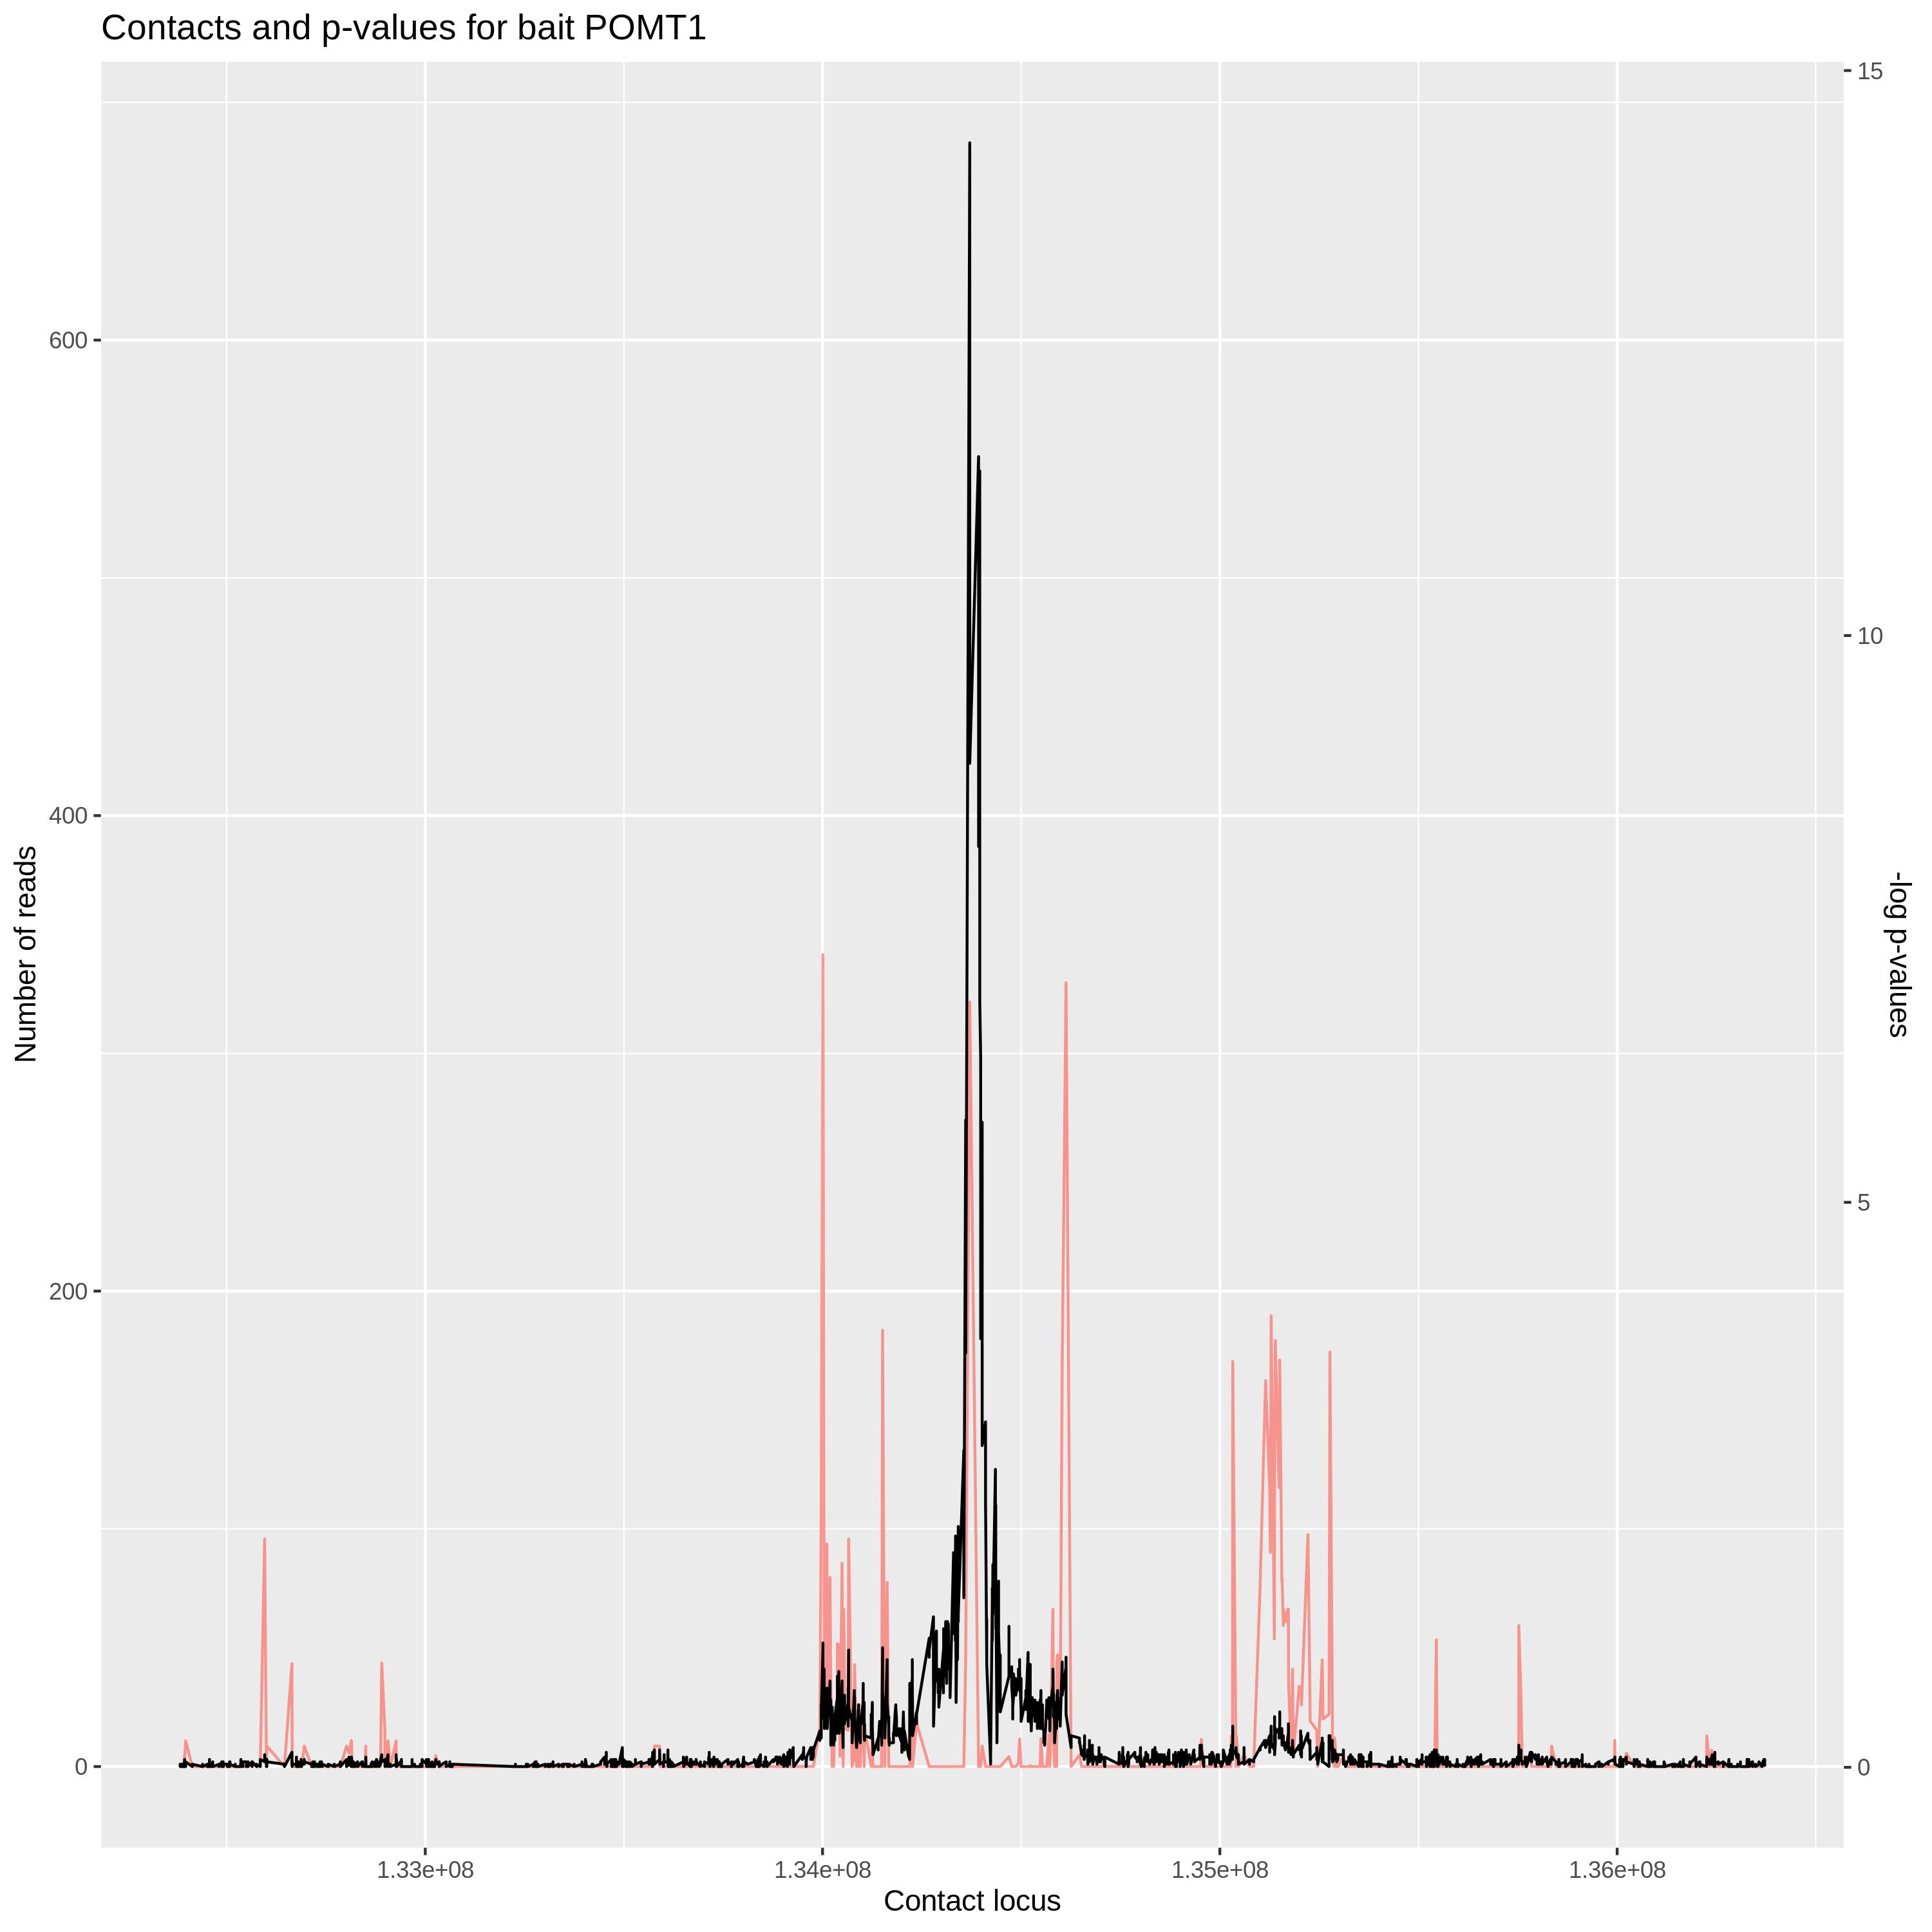 Contacts and p-values for bait POMT1
15
600
10
400
Number of reads
-log p-values
5
200
0
0
1.33e+08
1.34e+08
1.35e+08
1.36e+08
Contact locus